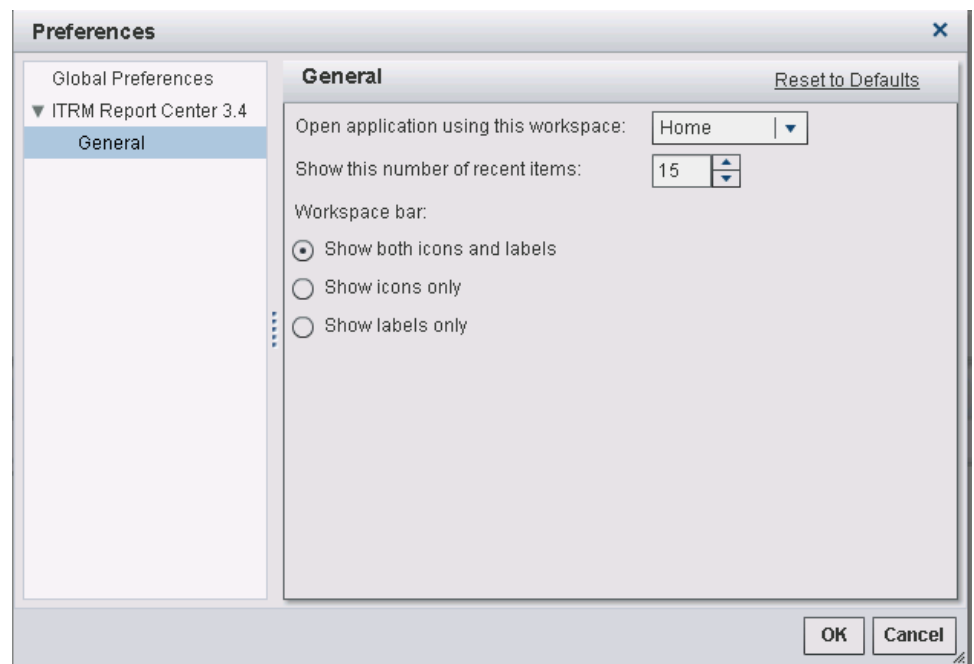 Preferences
Global Preferences
ITRM Report Center 3.4
General
General
Reset to Defaults
Open application using this workspace: Home
Show this number of recent items: 15
Workspace bar:
Show both icons and labels
Show icons only
Show labels only
OK
Cancel